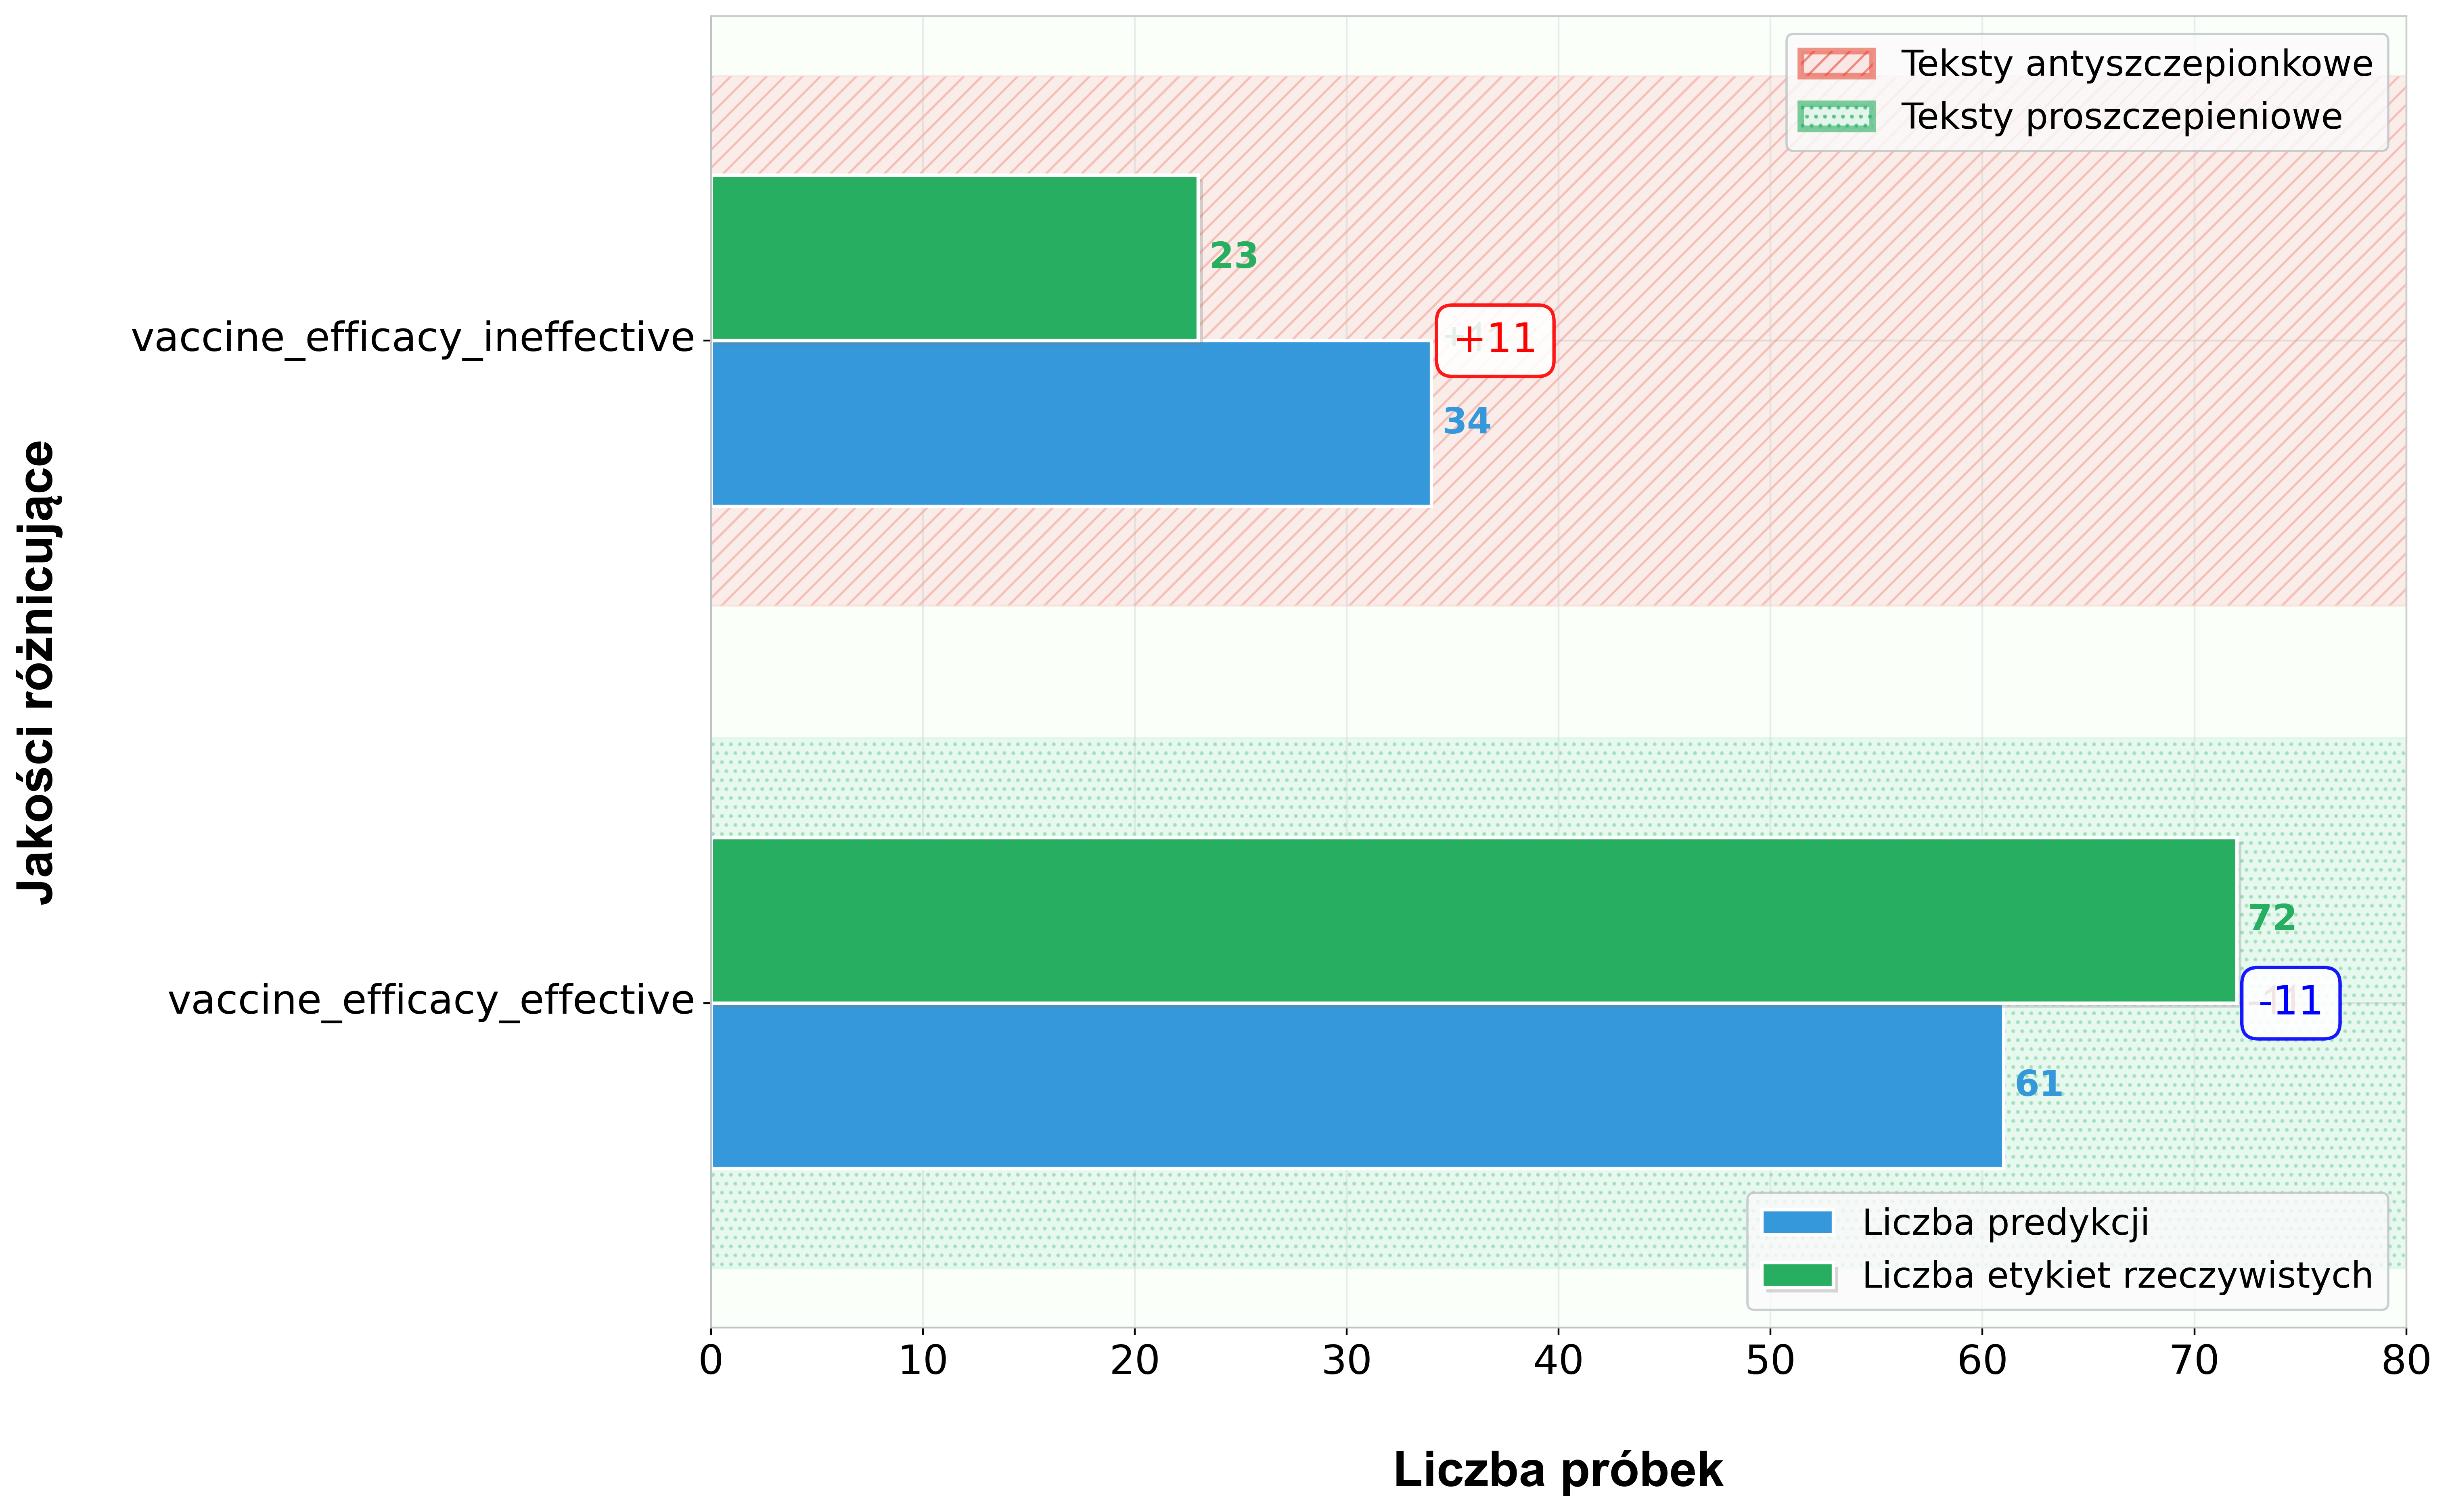 Teksty antyszczepionkowe
Teksty proszczepieniowe
Jakości różnicujące
vaccine_efficacy_ineffective
23
+11
34
vaccine_efficacy_effective
72
-11
61
Liczba predykcji
Liczba etykiet rzeczywistych
0 10 20 30 40 50 60 70 80
Liczba próbek